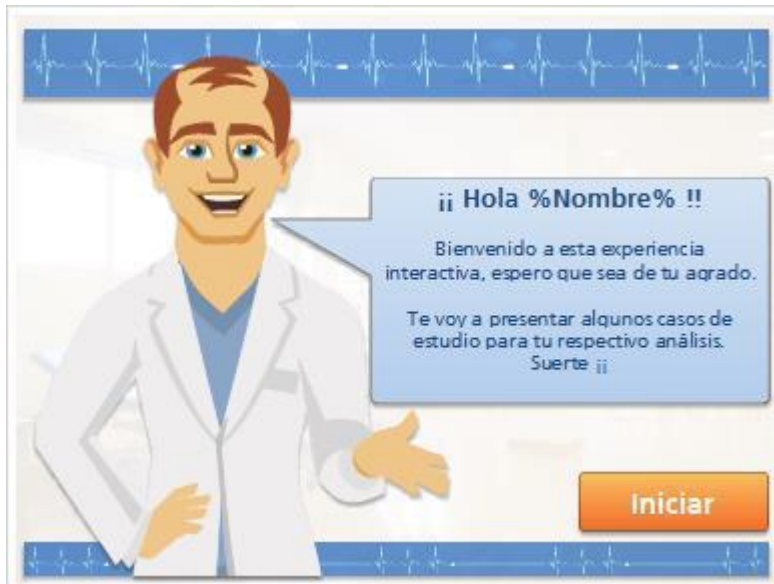 ¡¡ Hola %Nombre% !!
Bienvenido a esta experiencia
interactiva, espero que sea de tu agrado.
Te voy a presentar algunos casos de
estudio para tu respectivo análisis.
Suerte ¡¡
Iniciar